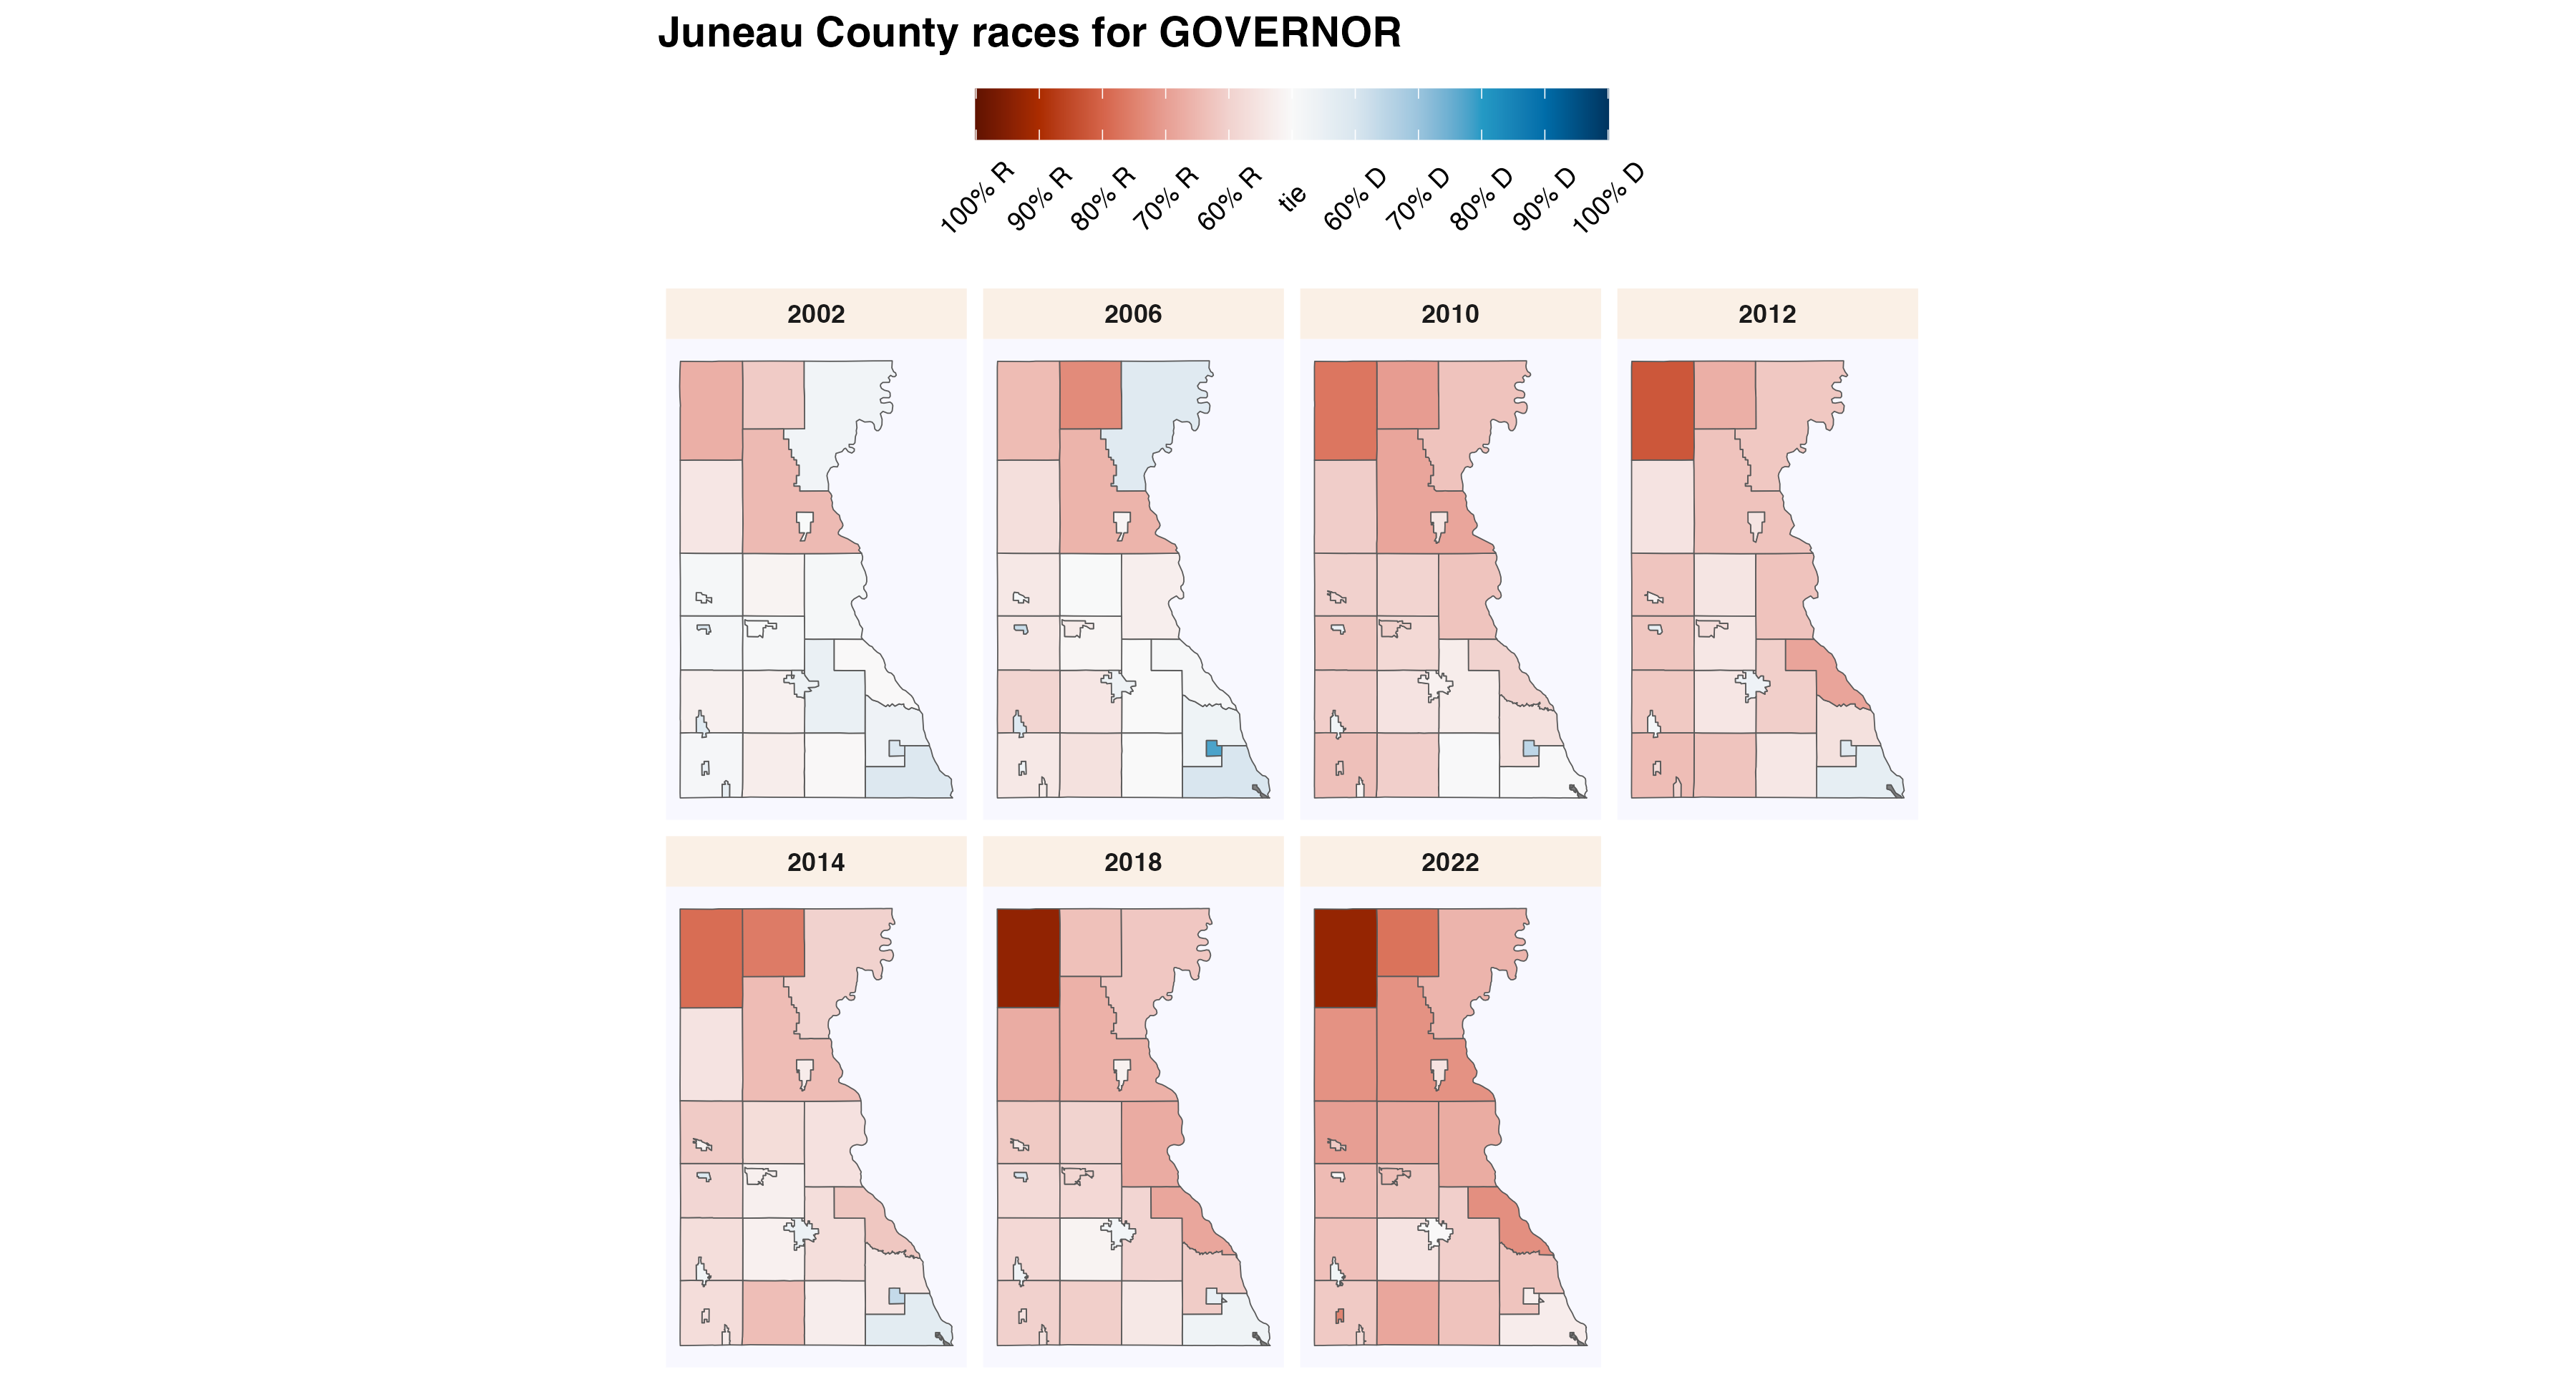 Juneau County races for GOVERNOR
100% R
90% R
80% R
70% R
60% R
tie
60% D
70% D
80% D
90% D
100% D
2002
2006
2010
2012
2014
2018
2022